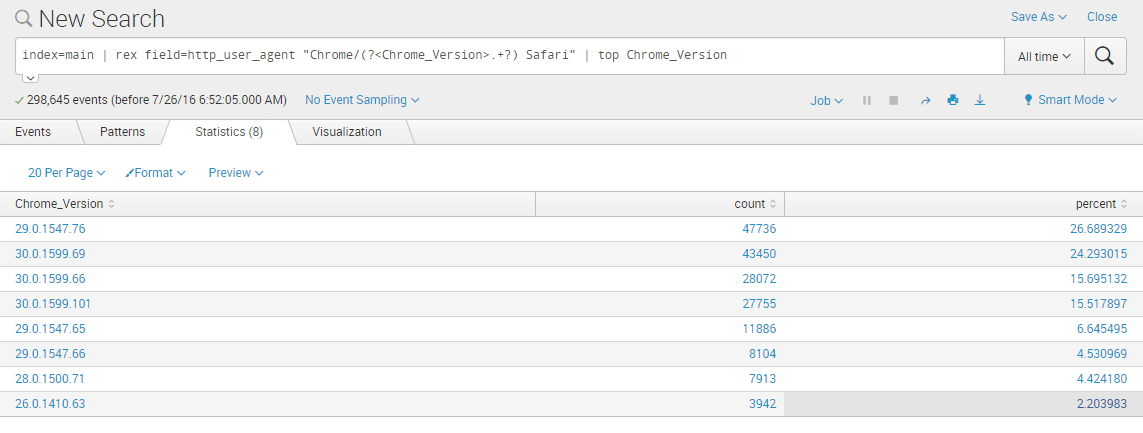 New Search
Save As Close
index=main | rex field=http_user_agent "Chrome/(?<Chrome_Version>.+?) Safari" | top Chrome_Version
All time
298,645 events (before 7/26/16 6:52:05.000 AM) No Event Sampling
Job Smart Mode
Events Patterns Statistics (8) Visualization
20 Per Page Format Preview
Chrome_Version count percent
29.0.1547.76 47736 26.689329
30.0.1599.69 43450 24.293015
30.0.1599.66 28072 15.695132
30.0.1599.101 27755 15.517897
29.0.1547.65 11886 6.645495
29.0.1547.66 8104 4.530969
28.0.1500.71 7913 4.424180
26.0.1410.63 3942 2.203983